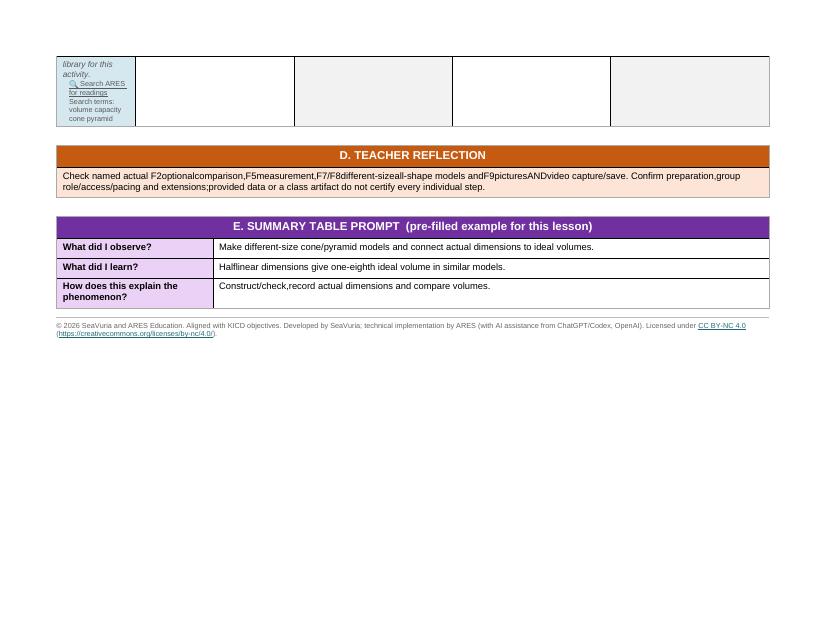 library for this
activity.
🔍 Search ARES
for readings
Search terms:
volume capacity
cone pyramid
D. TEACHER REFLECTION
Check named actual F2optionalcomparison,F5measurement,F7/F8different-sizeall-shape models andF9picturesANDvideo capture/save. Confirm preparation,group
role/access/pacing and extensions;provided data or a class artifact do not certify every individual step.
E. SUMMARY TABLE PROMPT (pre-filled example for this lesson)
What did I observe? Make different-size cone/pyramid models and connect actual dimensions to ideal volumes.
What did I learn? Halflinear dimensions give one-eighth ideal volume in similar models.
How does this explain the Construct/check,record actual dimensions and compare volumes.
phenomenon?
© 2026 SeaVuria and ARES Education. Aligned with KICD objectives. Developed by SeaVuria; technical implementation by ARES (with AI assistance from ChatGPT/Codex, OpenAI). Licensed under CC BY-NC 4.0
(https://creativecommons.org/licenses/by-nc/4.0/).